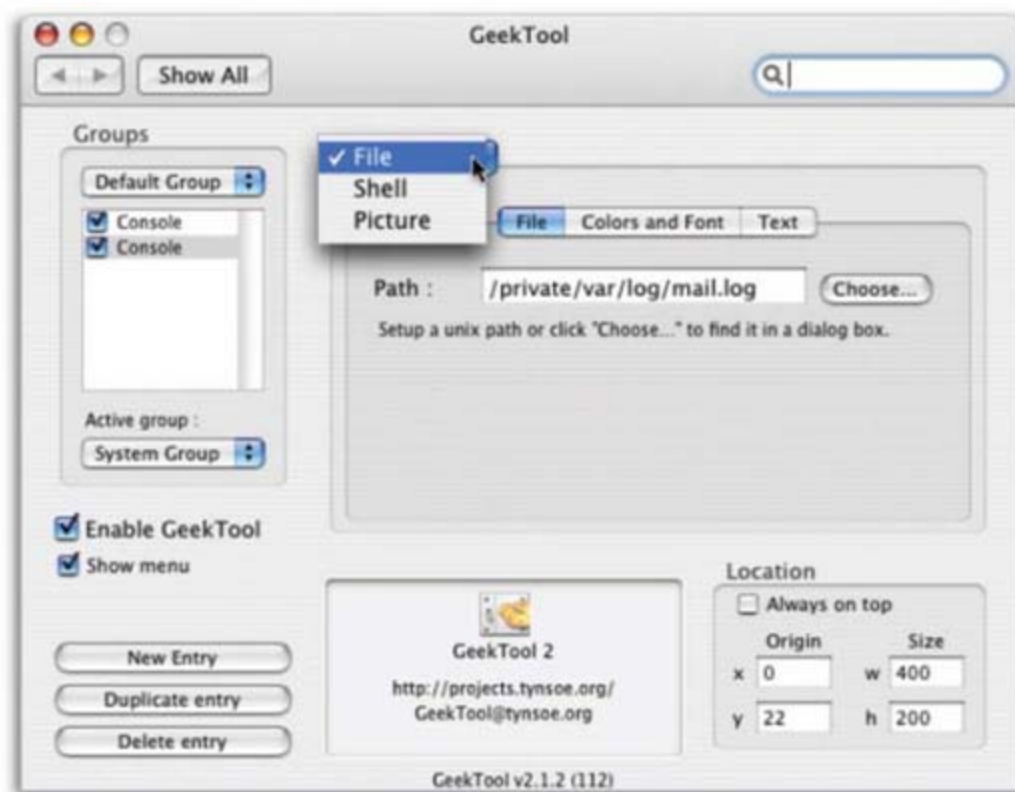 GeekTool
Show All
Groups
Default Group
Console
Console
Active group :
System Group
Enable GeekTool
Show menu
New Entry
Duplicate entry
Delete entry
✓ File
Shell
Picture
File Colors and Font Text
Path : /private/var/log/mail.log Choose...
Setup a unix path or click "Choose..." to find it in a dialog box.
GeekTool 2
http://projects.tynsoe.org/
GeekTool@tynsoe.org
Location
Always on top
Origin Size
x 0 w 400
y 22 h 200
GeekTool v2.1.2 (112)